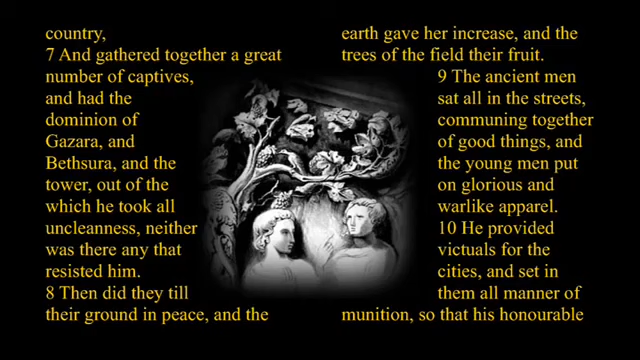 country,
7 And gathered together a great
number of captives,
and had the
dominion of
Gazara, and
Bethsura, and the
tower, out of the
which he took all
uncleanness, neither
was there any that
resisted him.
8 Then did they till
their ground in peace, and the
earth gave her increase, and the
trees of the field their fruit.
9 The ancient men
sat all in the streets,
communing together
of good things, and
the young men put
on glorious and
warlike apparel.
10 He provided
victuals for the
cities, and set in
them all manner of
munition, so that his honourable